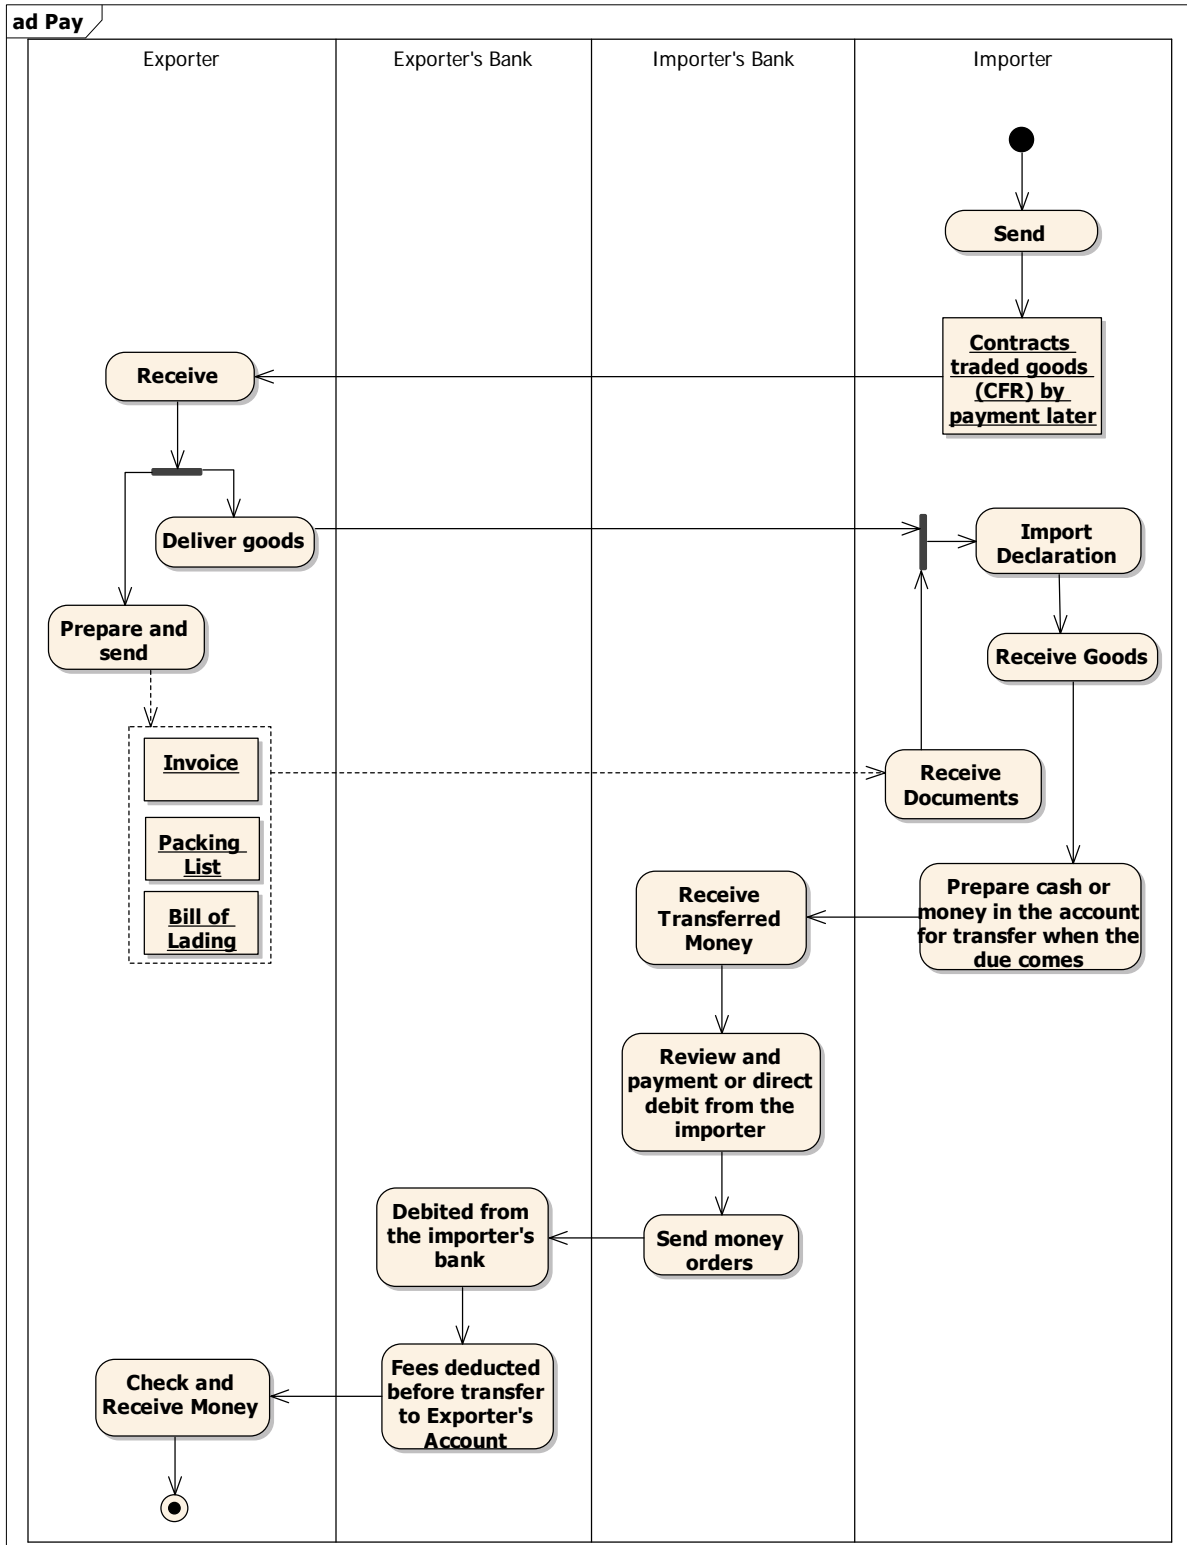 ad Pay
Exporter
Exporter's Bank
Importer's Bank
Importer
Send
Contracts
traded goods
(CFR) by
payment later
Receive
Deliver goods
Import
Declaration
Prepare and
send
Receive Goods
Invoice
Receive
Documents
Packing
List
Bill of
Lading
Receive
Transferred
Money
Prepare cash or
money in the account
for transfer when the
due comes
Review and
payment or direct
debit from the
importer
Debited from
the importer's
bank
Send money
orders
Check and
Receive Money
Fees deducted
before transfer
to Exporter's
Account